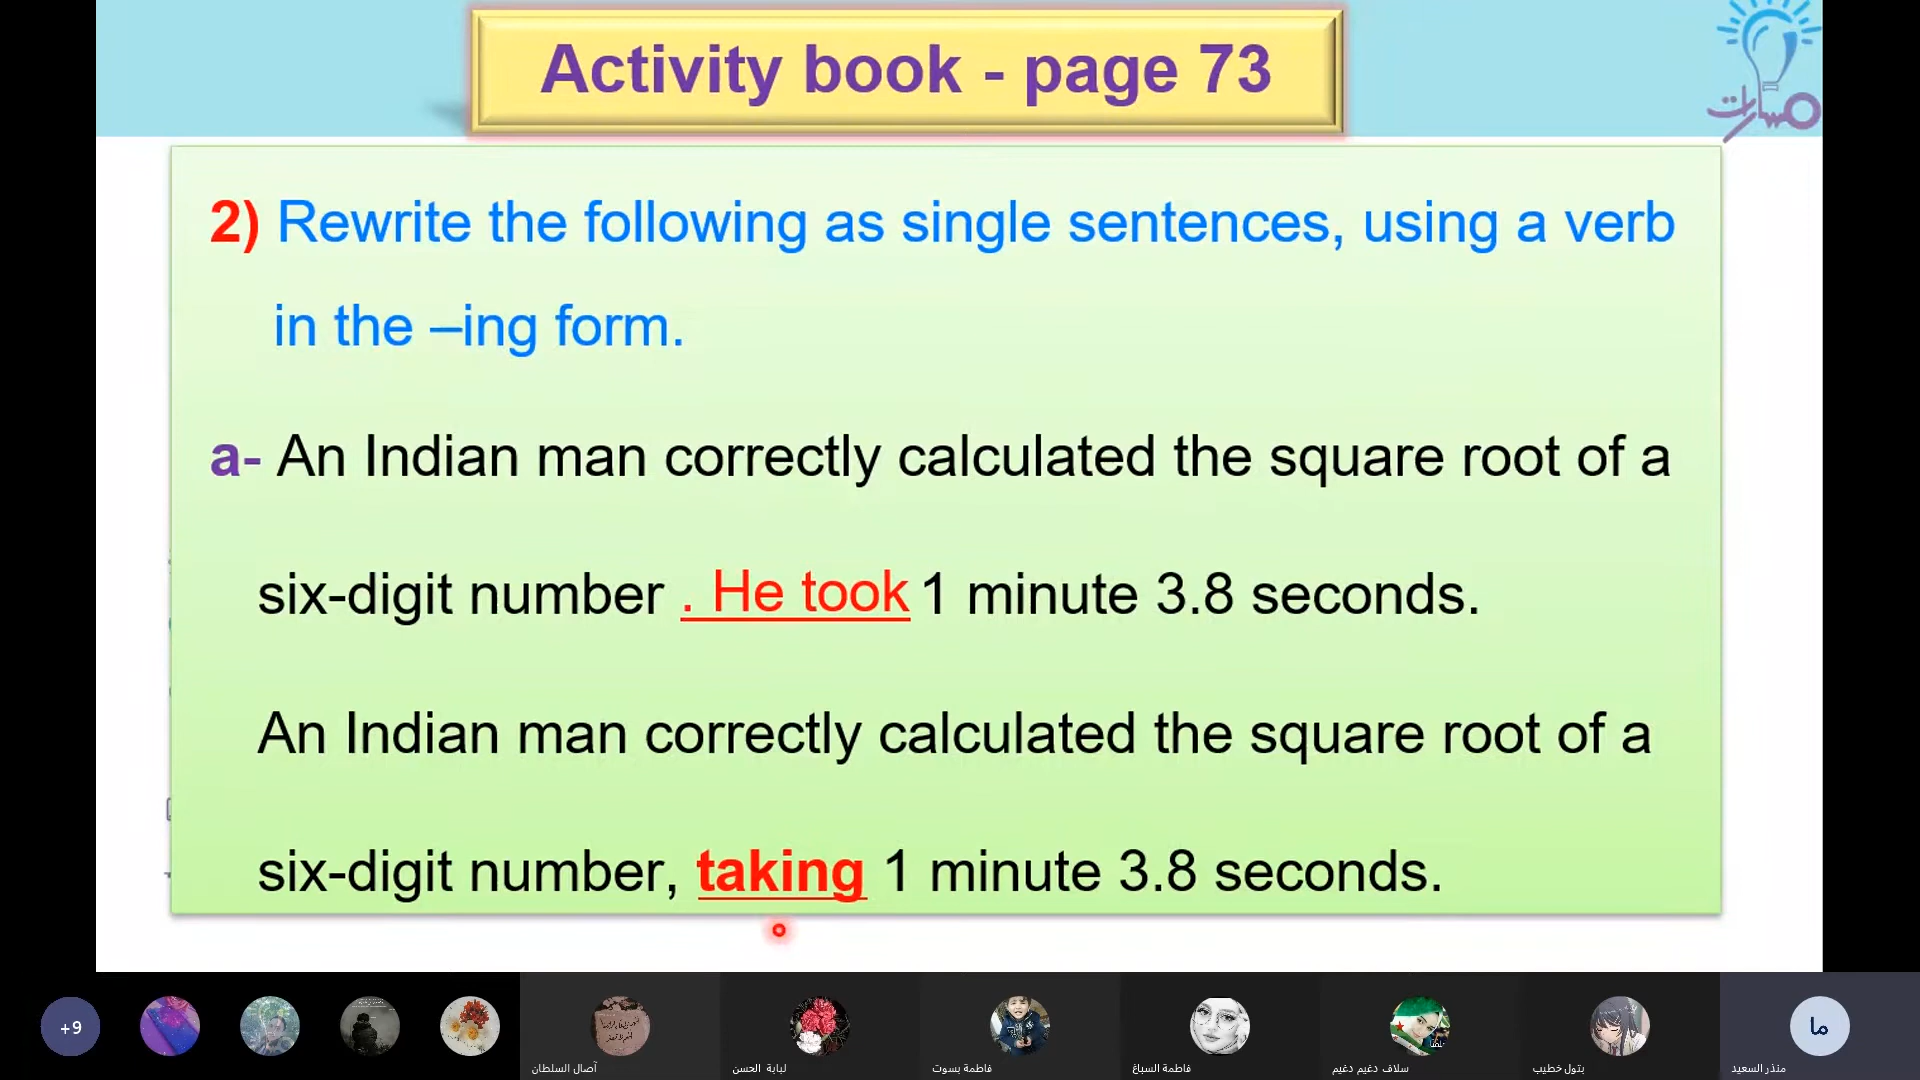 Activity book - page 73
مسارات
2) Rewrite the following as single sentences, using a verb
in the –ing form.
a- An Indian man correctly calculated the square root of a
six-digit number . He took 1 minute 3.8 seconds.
An Indian man correctly calculated the square root of a
six-digit number, taking 1 minute 3.8 seconds.
+9
آصال السلطان
لبابة الحسن
فاطمة بسوت
فاطمة السباغ
سلاف دغيم دغيم
بتول خطيب
ما
منذر السعيد